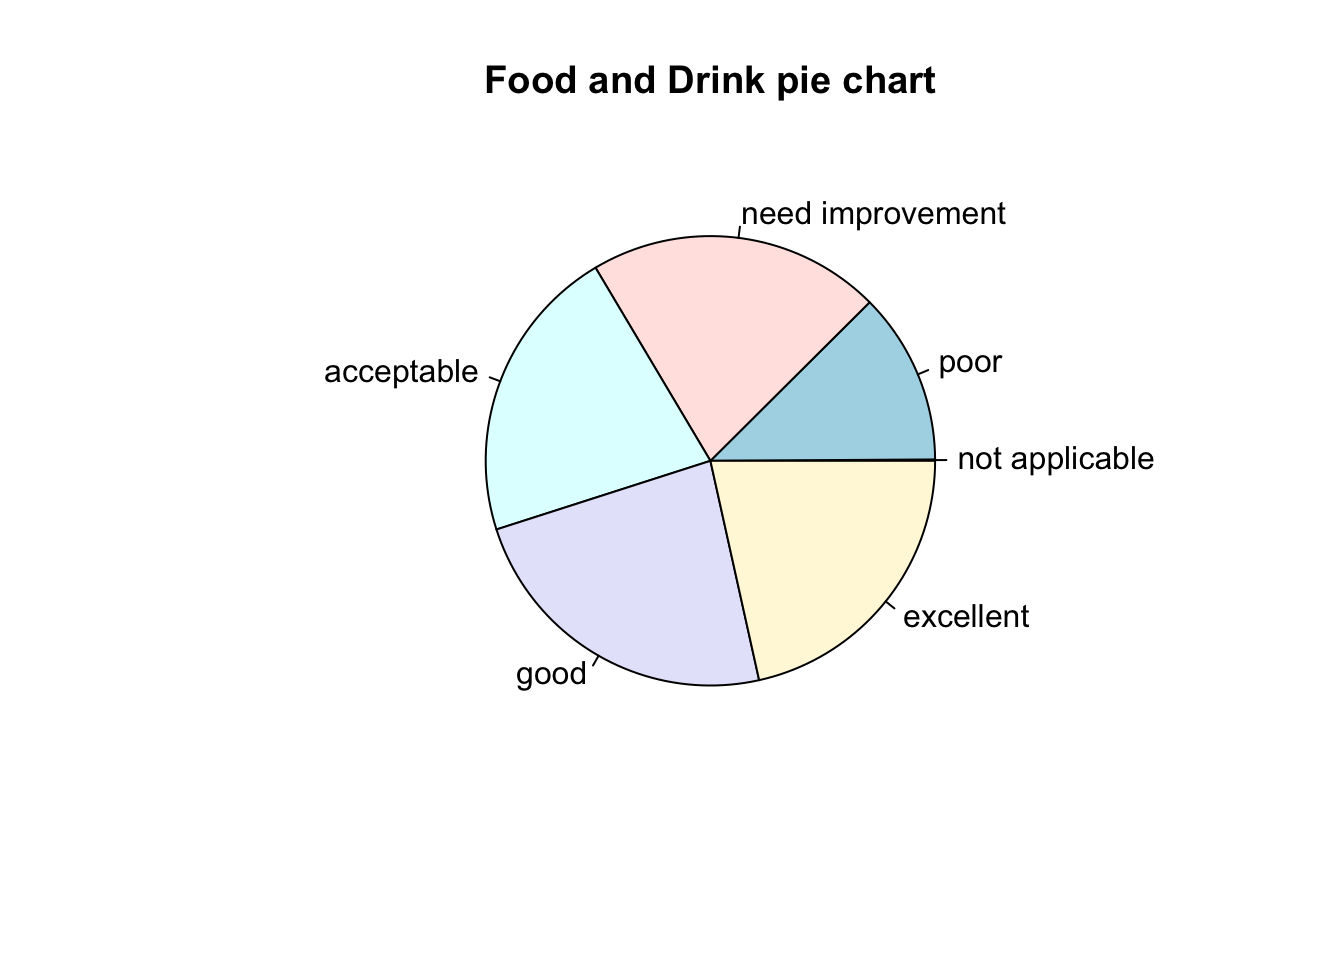 Food and Drink pie chart
need improvement
acceptable
poor
not applicable
excellent
good